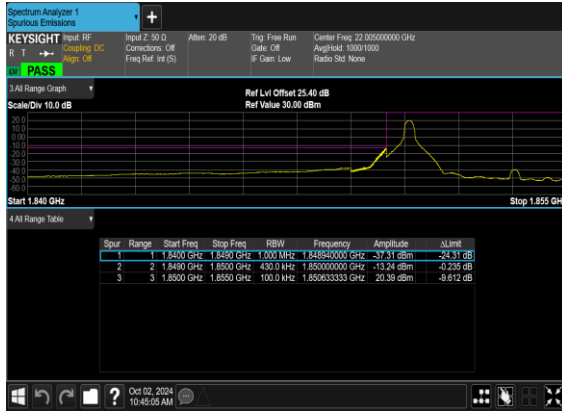 Spectrum Analyzer 1
Spurious Emissions
KEYSIGHT Input: RF Input Z: 50 Ω Atten: 20 dB Trig: Free Run Center Freq: 22.005000000 GHz
R T Coupling: DC Corrections: Off Gate: Off Avg|Hold: 1000/1000
Align: Off Freq Ref: Int (S) IF Gain: Low Radio Std: None
PASS
3 All Range Graph Ref Lvl Offset 25.40 dB
Scale/Div 10.0 dB Ref Value 30.00 dBm
20.0
10.0
0.00
-10.0
-20.0
-30.0
-40.0
-50.0
-60.0
Start 1.840 GHz Stop 1.855 GH
4 All Range Table
Spur Range Start Freq Stop Freq RBW Frequency Amplitude ΔLimit
1 1 1.8400 GHz 1.8490 GHz 1.000 MHz 1.848940000 GHz -37.31 dBm -24.31 dB
2 2 1.8490 GHz 1.8500 GHz 430.0 kHz 1.850000000 GHz -13.24 dBm -0.235 dB
3 3 1.8500 GHz 1.8550 GHz 100.0 kHz 1.850633333 GHz 20.39 dBm -9.612 dB
? Oct 02, 2024
10:45:05 AM